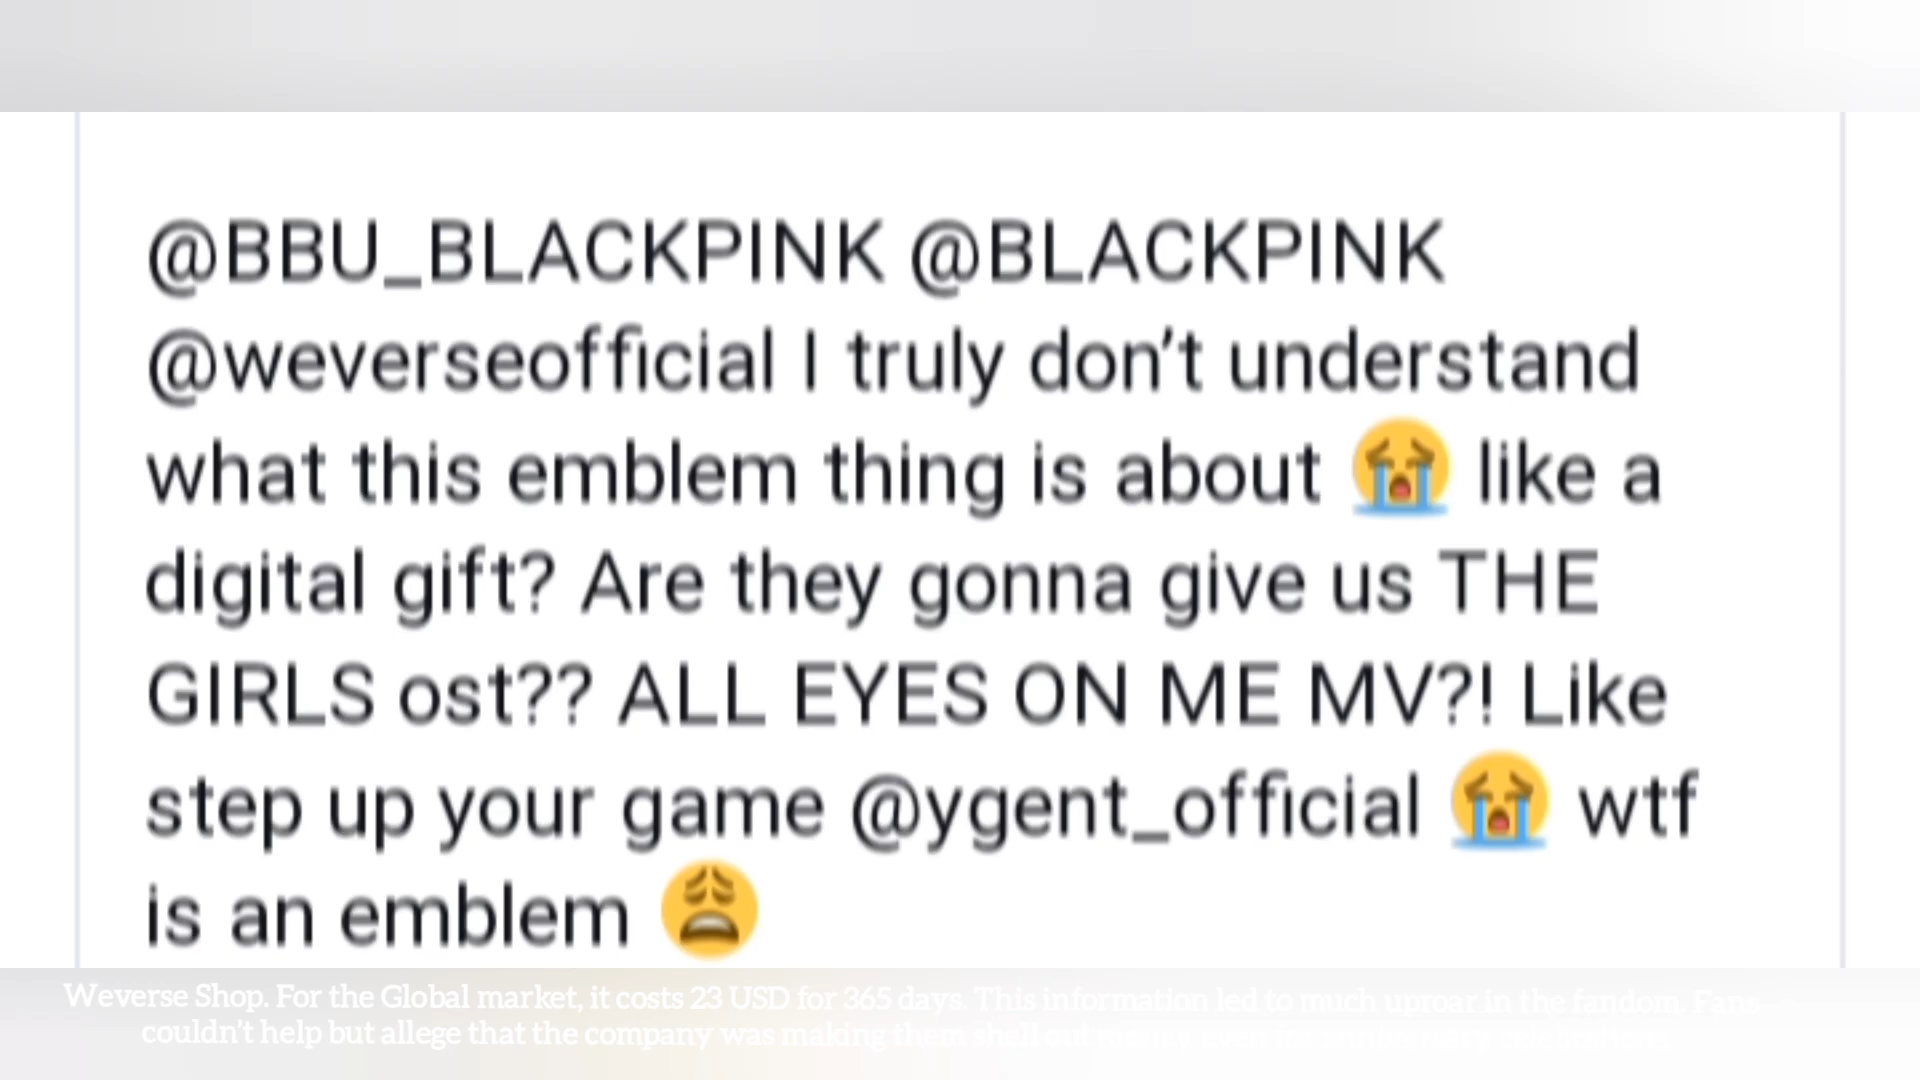 @BBU_BLACKPINK @BLACKPINK
@weverseofficial I truly don’t understand
what this emblem thing is about 😭 like a
digital gift? Are they gonna give us THE
GIRLS ost?? ALL EYES ON ME MV?! Like
step up your game @ygent_official 😭 wtf
is an emblem 😩
Weverse Shop. For the Global market, it costs 23 USD for 365 days. This information led to much uproar in the fandom. Fans
couldn't help but allege that the company was making them shell out